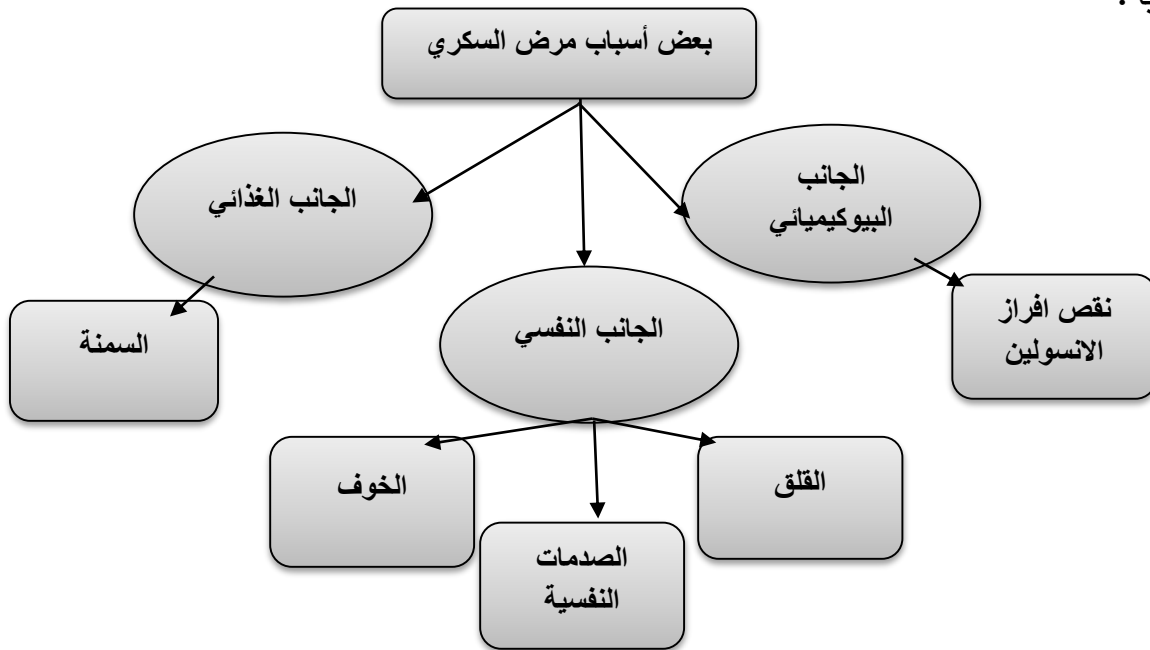 بعض أسباب مرض السكري
الجانب
البيوكيميائي
الجانب الغذائي
الجانب النفسي
نقص افراز
الانسولين
السمنة
القلق
الصدمات
النفسية
الخوف